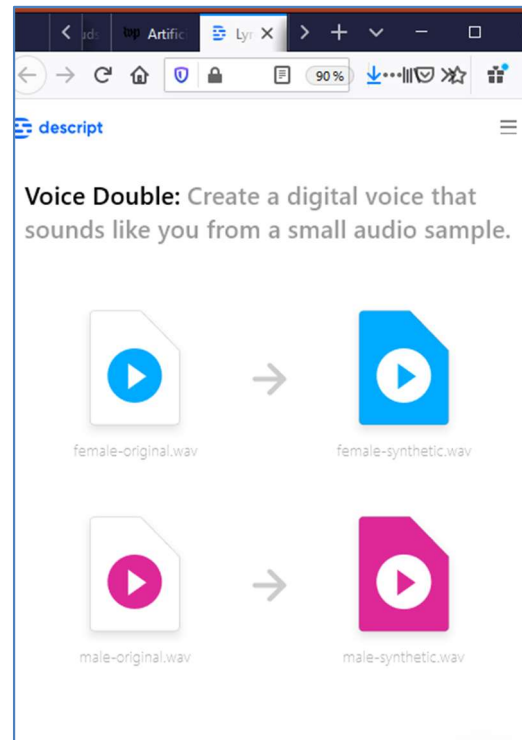 uds Artific Lyr
90%
descript
Voice Double: Create a digital voice that
sounds like you from a small audio sample.
female-original.wav female-synthetic.wav
male-original.wav male-synthetic.wav